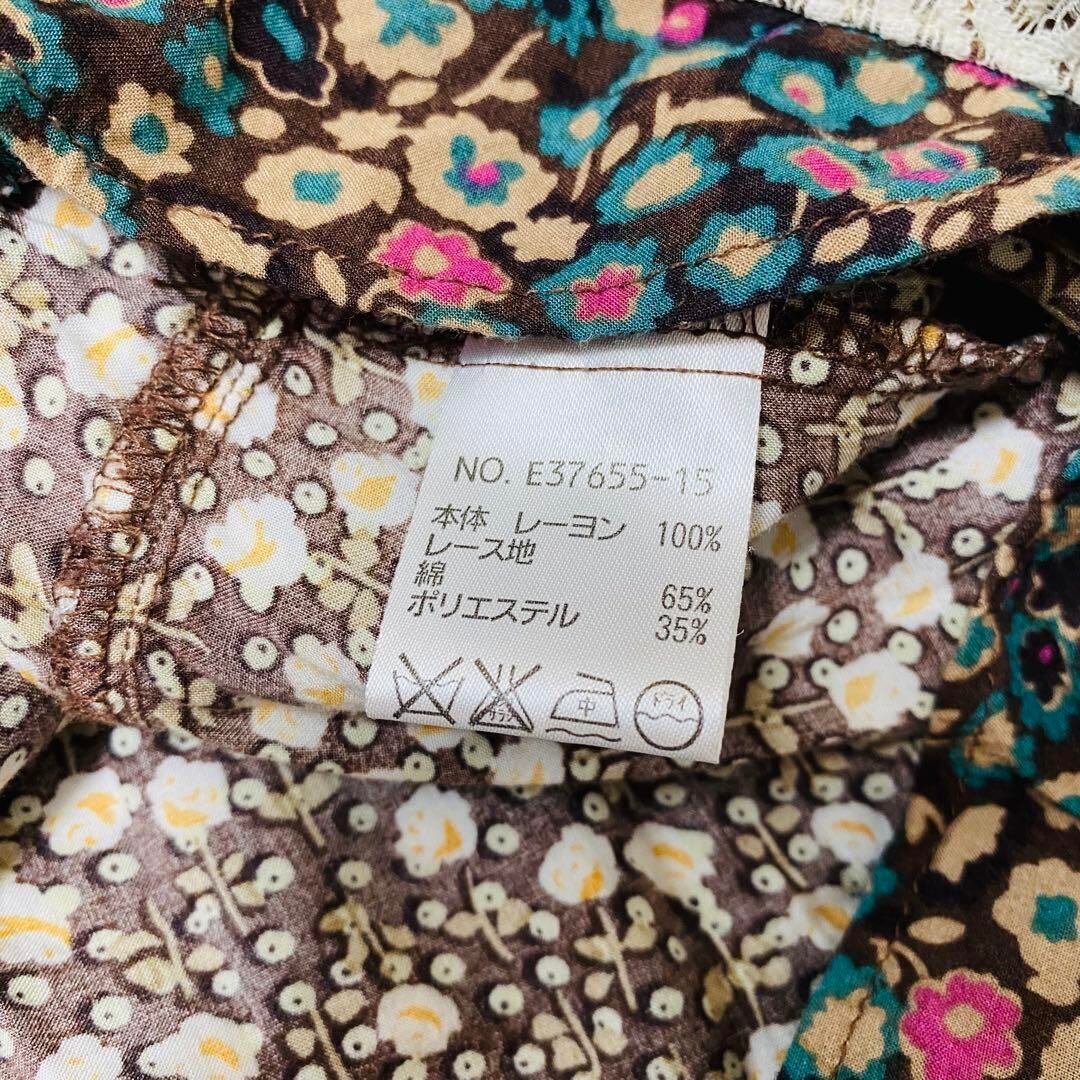 NO. E37655-15
本体 レーヨン 100%
レース地
綿 65%
ポリエステル 35%
中 ドライ